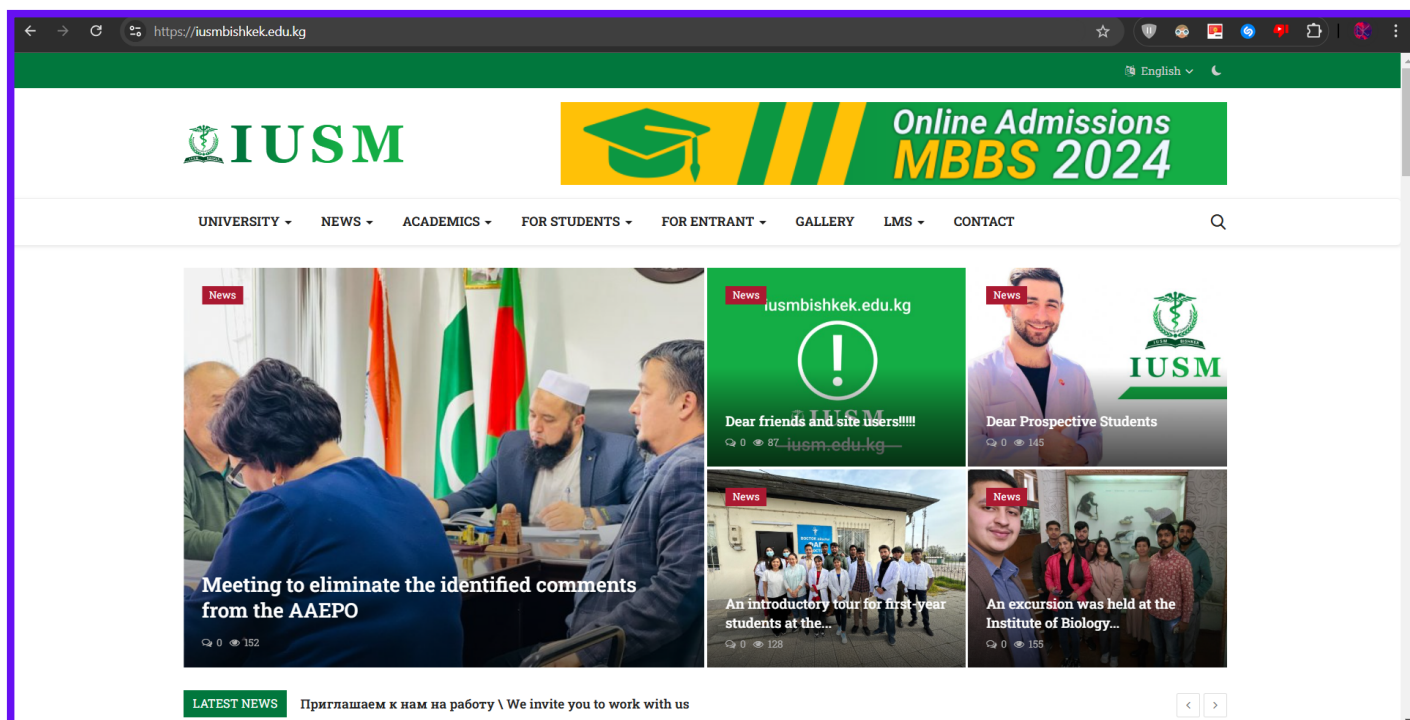 https://iusmbishkek.edu.kg
English
IUSM
Online Admissions
MBBS 2024
UNIVERSITY NEWS ACADEMICS FOR STUDENTS FOR ENTRANT GALLERY LMS CONTACT
News
Meeting to eliminate the identified comments
from the AAEPO
0 152
News
iusmbishkek.edu.kg
!
IUSM
Dear friends and site users!!!!!
0 87
iusm.edu.kg
News
IUSM
Dear Prospective Students
0 145
News
An introductory tour for first-year
students at the...
0 128
News
An excursion was held at the
Institute of Biology...
0 155
LATEST NEWS Приглашаем к нам на работу \ We invite you to work with us